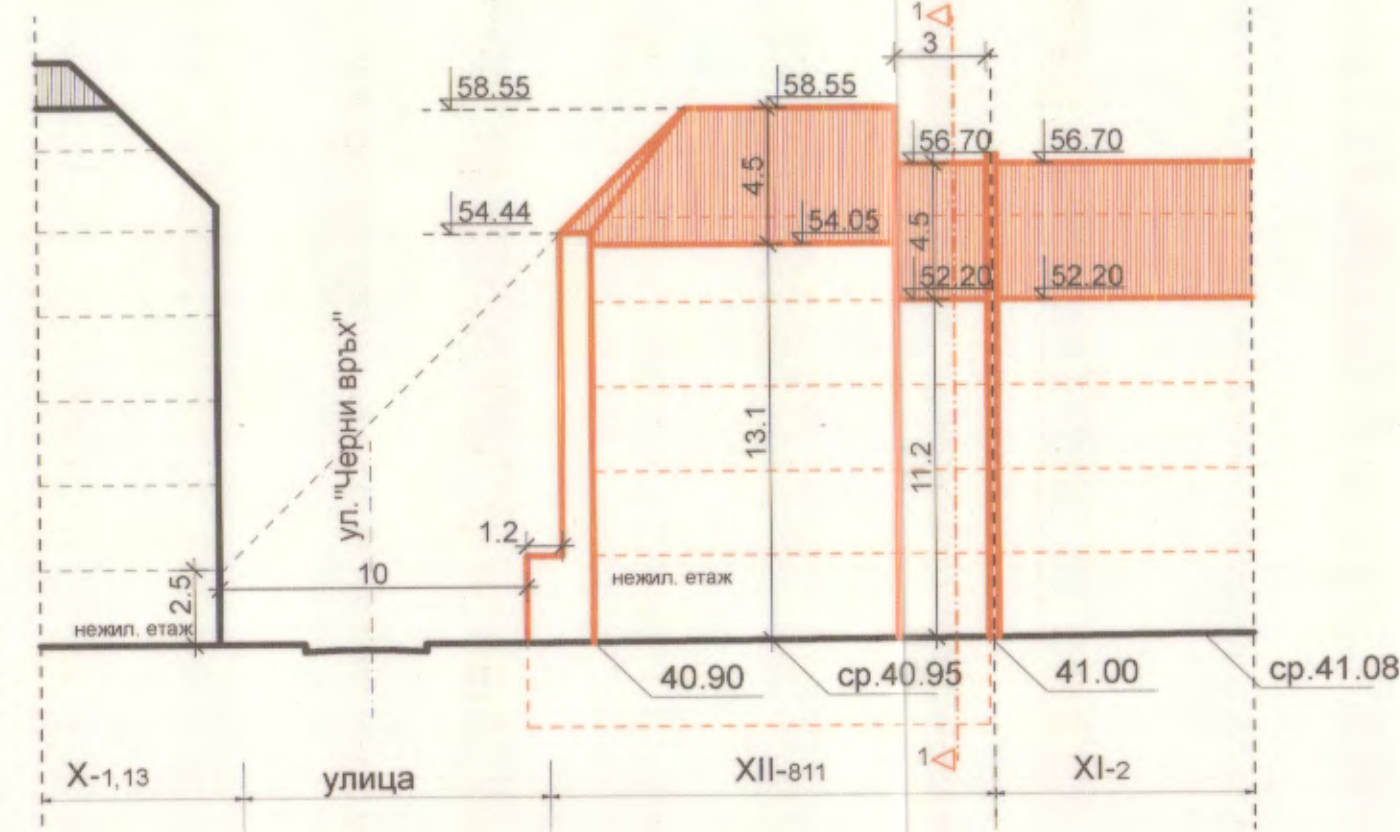 1
3
58.55
58.55
56.70
56.70
4.5
54.44
54.05
4.5
52.20
52.20
ул."Черни връх"
13.1
11.2
1.2
10
2.5
нежил. етаж
нежил. етаж
40.90
ср.40.95
41.00
ср.41.08
1
X-1,13
улица
XII-811
XI-2